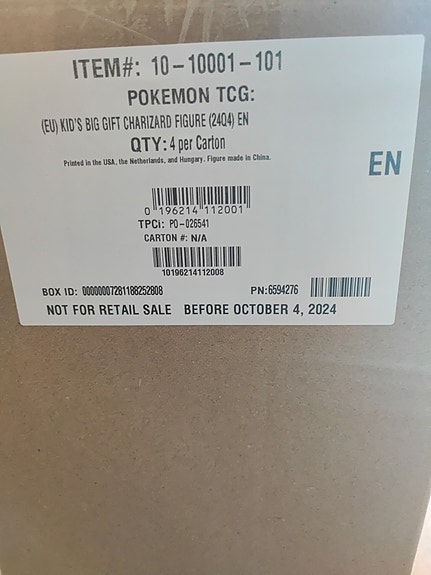 ITEM#: 10-10001-101
POKEMON TCG:
(EU) KID'S BIG GIFT CHARIZARD FIGURE (24Q4) EN
QTY: 4 per Carton
Printed in the USA, the Netherlands, and Hungary. Figure made in China.
EN
0 196214 112001
TPCi: PO-026541
CARTON #: N/A
10196214112008
BOX ID: 00000007281188252808 PN:6594276
NOT FOR RETAIL SALE BEFORE OCTOBER 4, 2024